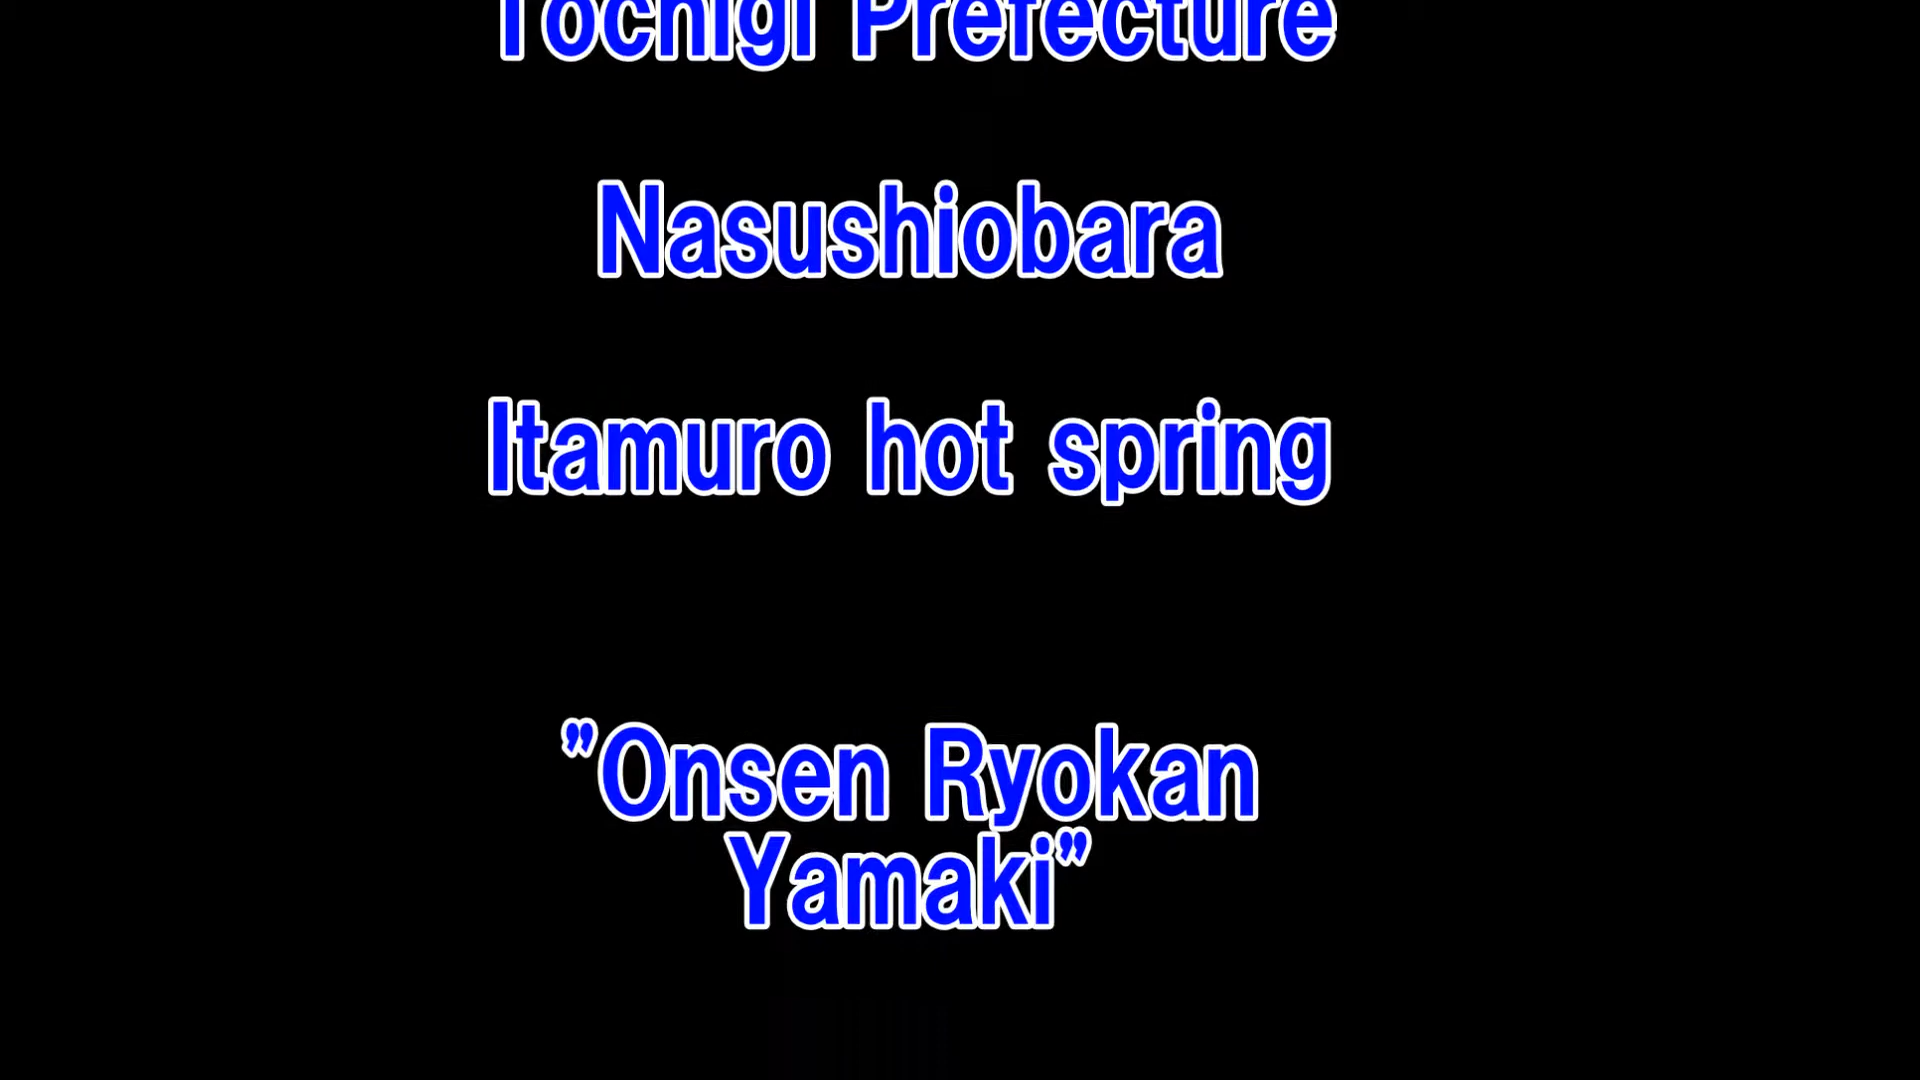 Tochigi Prefecture
Nasushiobara
Itamuro hot spring
"Onsen Ryokan
Yamaki"